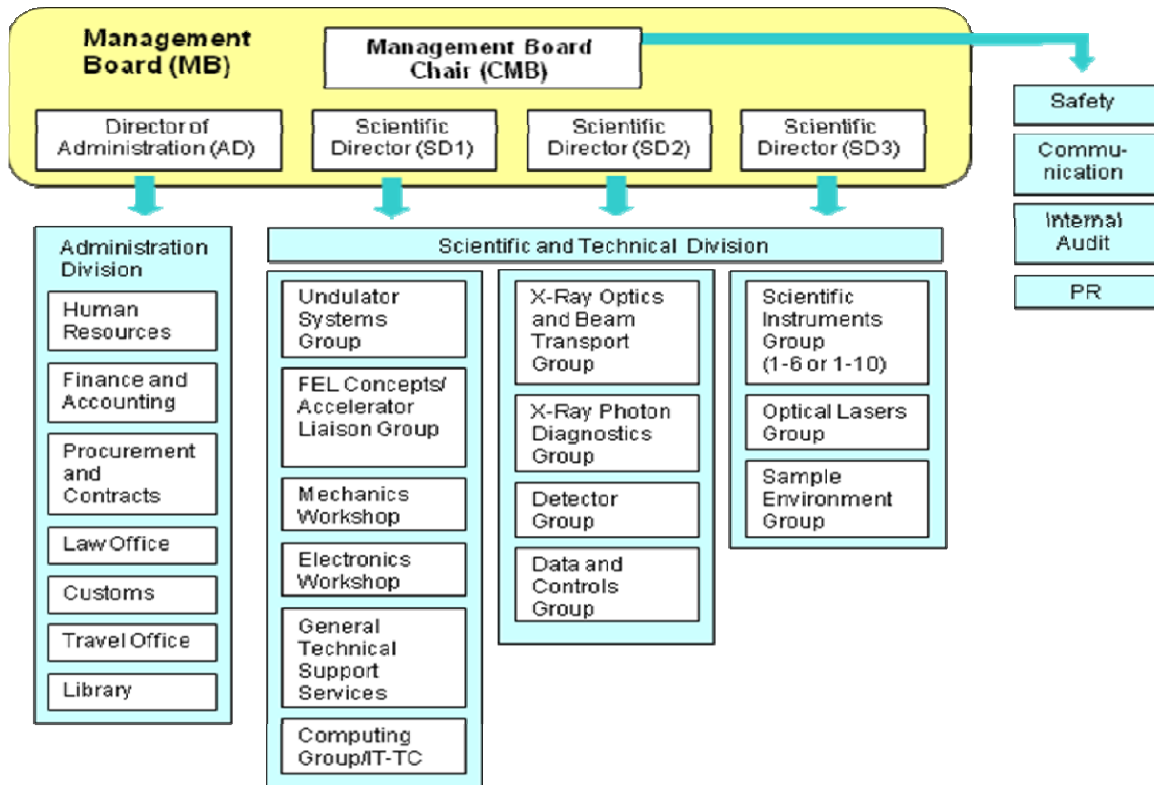 Management
Board (MB)
Management Board
Chair (CMB)
Director of
Administration (AD)
Scientific
Director (SD1)
Scientific
Director (SD2)
Scientific
Director (SD3)
Safety
Commu-
nication
Internal
Audit
PR
Administration
Division
Human
Resources
Finance and
Accounting
Procurement
and
Contracts
Law Office
Customs
Travel Office
Library
Scientific and Technical Division
Undulator
Systems
Group
FEL Concepts/
Accelerator
Liaison Group
Mechanics
Workshop
Electronics
Workshop
General
Technical
Support
Services
Computing
Group/IT-TC
X-Ray Optics
and Beam
Transport
Group
X-Ray Photon
Diagnostics
Group
Detector
Group
Data and
Controls
Group
Scientific
Instruments
Group
(1-6 or 1-10)
Optical Lasers
Group
Sample
Environment
Group